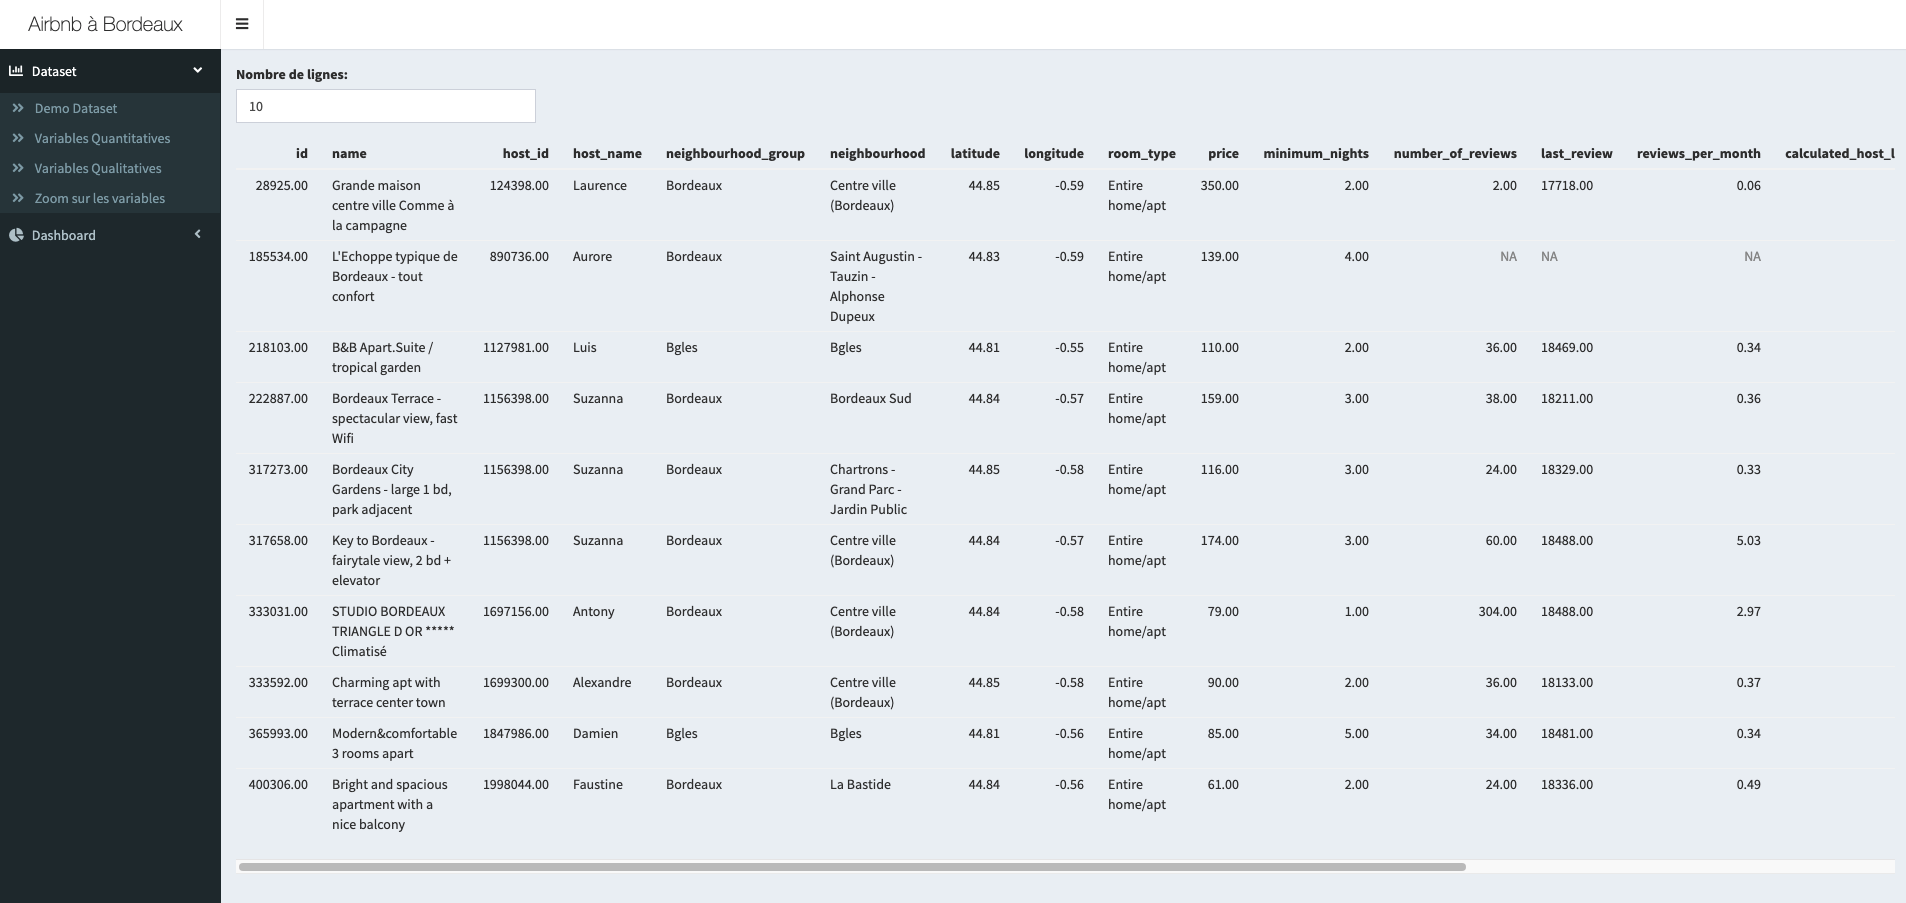 Airbnb à Bordeaux
Dataset
Demo Dataset
Variables Quantitatives
Variables Qualitatives
Zoom sur les variables
Dashboard
Nombre de lignes:
10
id name host_id host_name neighbourhood_group neighbourhood latitude longitude room_type price minimum_nights number_of_reviews last_review reviews_per_month calculated_host_l
28925.00 Grande maison 124398.00 Laurence Bordeaux Centre ville 44.85 -0.59 Entire 350.00 2.00 2.00 17718.00 0.06
centre ville Comme à (Bordeaux) home/apt
la campagne
185534.00 L'Echoppe typique de 890736.00 Aurore Bordeaux Saint Augustin - 44.83 -0.59 Entire 139.00 4.00 NA NA NA
Bordeaux - tout Tauzin - home/apt
confort Alphonse
Dupeux
218103.00 B&B Apart.Suite / 1127981.00 Luis Bgles Bgles 44.81 -0.55 Entire 110.00 2.00 36.00 18469.00 0.34
tropical garden home/apt
222887.00 Bordeaux Terrace - 1156398.00 Suzanna Bordeaux Bordeaux Sud 44.84 -0.57 Entire 159.00 3.00 38.00 18211.00 0.36
spectacular view, fast home/apt
Wifi
317273.00 Bordeaux City 1156398.00 Suzanna Bordeaux Chartrons - 44.85 -0.58 Entire 116.00 3.00 24.00 18329.00 0.33
Gardens - large 1 bd, Grand Parc - home/apt
park adjacent Jardin Public
317658.00 Key to Bordeaux - 1156398.00 Suzanna Bordeaux Centre ville 44.84 -0.57 Entire 174.00 3.00 60.00 18488.00 5.03
fairytale view, 2 bd + (Bordeaux) home/apt
elevator
333031.00 STUDIO BORDEAUX 1697156.00 Antony Bordeaux Centre ville 44.84 -0.58 Entire 79.00 1.00 304.00 18488.00 2.97
TRIANGLE D OR ***** (Bordeaux) home/apt
Climatisé
333592.00 Charming apt with 1699300.00 Alexandre Bordeaux Centre ville 44.85 -0.58 Entire 90.00 2.00 36.00 18133.00 0.37
terrace center town (Bordeaux) home/apt
365993.00 Modern&comfortable 1847986.00 Damien Bgles Bgles 44.81 -0.56 Entire 85.00 5.00 34.00 18481.00 0.34
3 rooms apart home/apt
400306.00 Bright and spacious 1998044.00 Faustine Bordeaux La Bastide 44.84 -0.56 Entire 61.00 2.00 24.00 18336.00 0.49
apartment with a home/apt
nice balcony